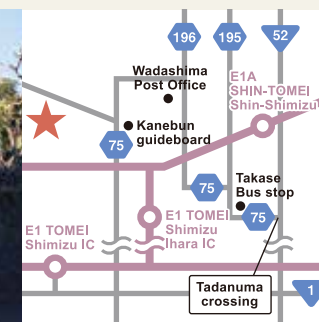 196
195
52
Wadashima
Post Office
E1A
SHIN-TOMEI
Shin-Shimizu
Kanebun
guideboard
75
75
Takase
Bus stop
75
E1 TOMEI
Shimizu IC
E1 TOMEI
Shimizu
Ihara IC
Tadanuma
crossing
1